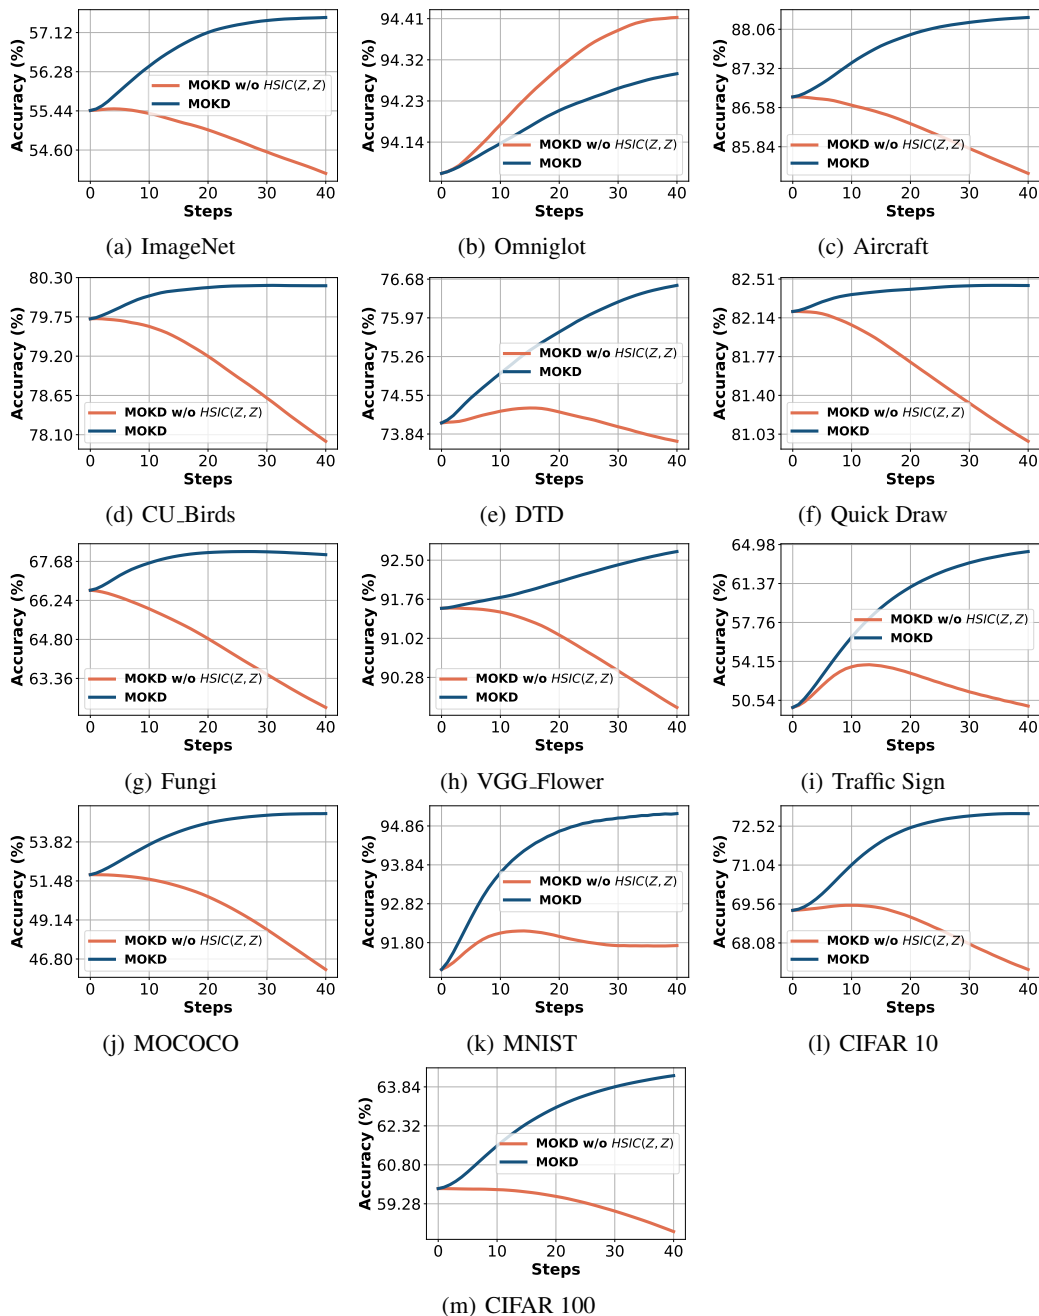 Accuracy (%)
57.12
56.28
55.44
54.60
MOKD w/o HSIC(Z, Z)
MOKD
0 10 20 30 40
Steps
(a) ImageNet
Accuracy (%)
94.41
94.32
94.23
94.14
MOKD w/o HSIC(Z, Z)
MOKD
0 10 20 30 40
Steps
(b) Omniglot
Accuracy (%)
88.06
87.32
86.58
85.84
MOKD w/o HSIC(Z, Z)
MOKD
0 10 20 30 40
Steps
(c) Aircraft
Accuracy (%)
80.30
79.75
79.20
78.65
78.10
MOKD w/o HSIC(Z, Z)
MOKD
0 10 20 30 40
Steps
(d) CU_Birds
Accuracy (%)
76.68
75.97
75.26
74.55
73.84
MOKD w/o HSIC(Z, Z)
MOKD
0 10 20 30 40
Steps
(e) DTD
Accuracy (%)
82.51
82.14
81.77
81.40
81.03
MOKD w/o HSIC(Z, Z)
MOKD
0 10 20 30 40
Steps
(f) Quick Draw
Accuracy (%)
67.68
66.24
64.80
63.36
MOKD w/o HSIC(Z, Z)
MOKD
0 10 20 30 40
Steps
(g) Fungi
Accuracy (%)
92.50
91.76
91.02
90.28
MOKD w/o HSIC(Z, Z)
MOKD
0 10 20 30 40
Steps
(h) VGG_Flower
Accuracy (%)
64.98
61.37
57.76
54.15
50.54
MOKD w/o HSIC(Z, Z)
MOKD
0 10 20 30 40
Steps
(i) Traffic Sign
Accuracy (%)
53.82
51.48
49.14
46.80
MOKD w/o HSIC(Z, Z)
MOKD
0 10 20 30 40
Steps
(j) MOCOCO
Accuracy (%)
94.86
93.84
92.82
91.80
MOKD w/o HSIC(Z, Z)
MOKD
0 10 20 30 40
Steps
(k) MNIST
Accuracy (%)
72.52
71.04
69.56
68.08
MOKD w/o HSIC(Z, Z)
MOKD
0 10 20 30 40
Steps
(l) CIFAR 10
Accuracy (%)
63.84
62.32
60.80
59.28
MOKD w/o HSIC(Z, Z)
MOKD
0 10 20 30 40
Steps
(m) CIFAR 100